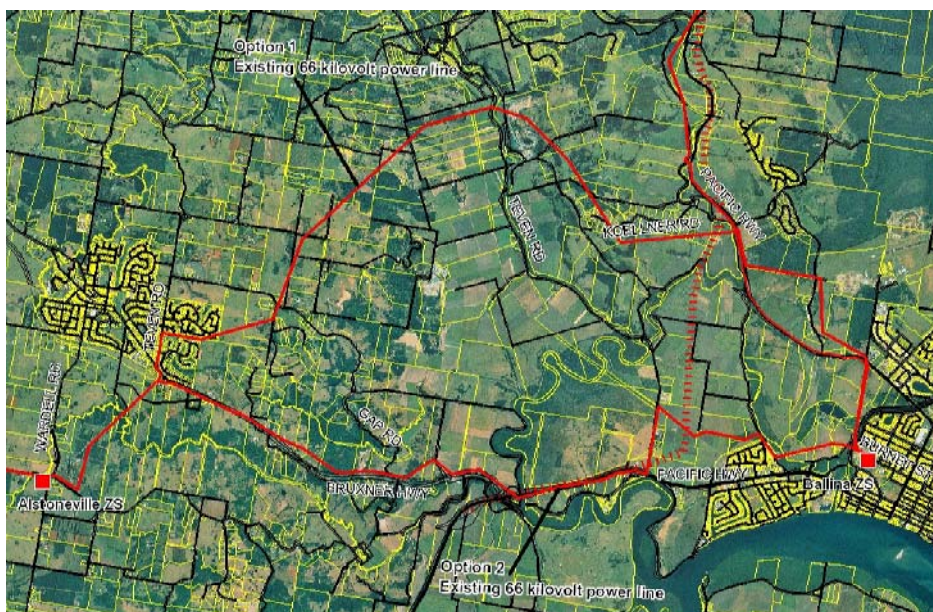 Option 1
Existing 66 kilovolt power line
PACIFIC HWY
TEVEN RD
KOELLNER RD
TEVEN RD
WARDELL RD
GAP RD
BURNET ST
Alstoneville ZS
BRUXNER HWY
PACIFIC HWY
Ballina ZS
Option 2
Existing 66 kilovolt power line